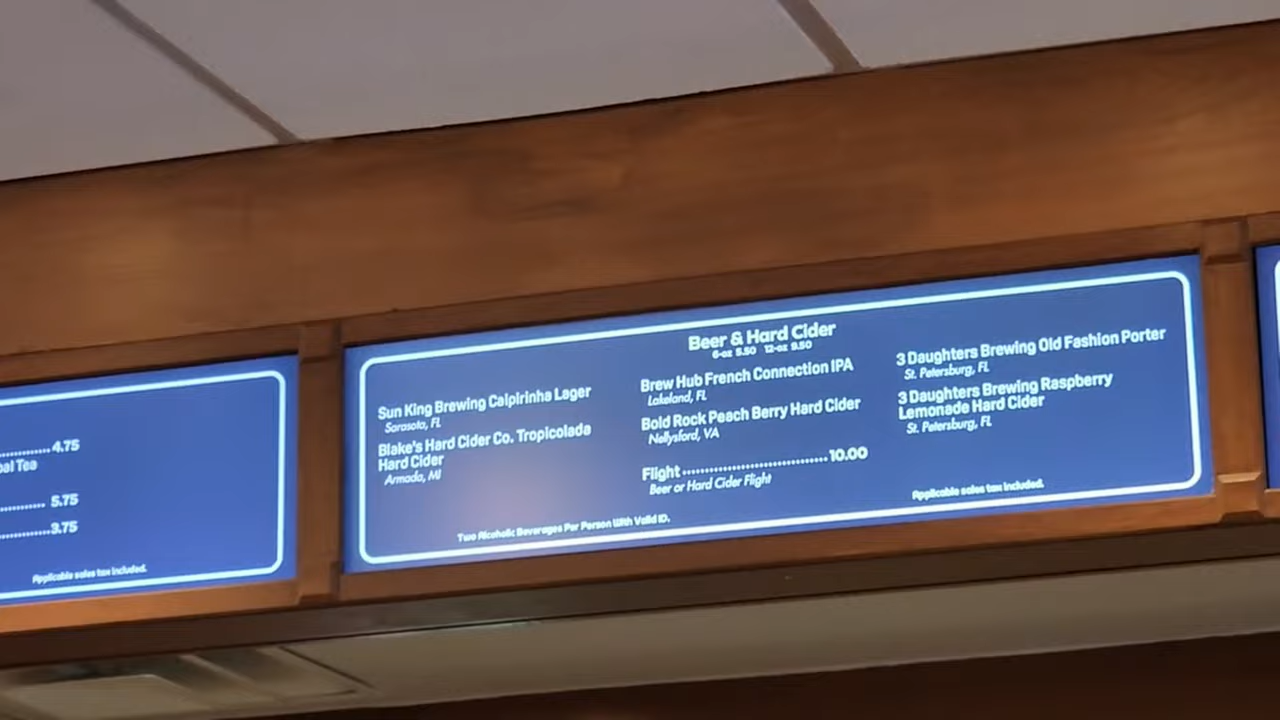 4.75
Tea
5.75
3.75
Applicable sales tax included.
Beer & Hard Cider
6-oz 5.50 12-oz 9.50
Sun King Brewing Caipirinha Lager
Sarasota, FL
Blake's Hard Cider Co. Tropicolada
Hard Cider
Armada, MI
Brew Hub French Connection IPA
Lakeland, FL
Bold Rock Peach Berry Hard Cider
Nellysford, VA
Flight ................................ 10.00
Beer or Hard Cider Flight
3 Daughters Brewing Old Fashion Porter
St. Petersburg, FL
3 Daughters Brewing Raspberry
Lemonade Hard Cider
St. Petersburg, FL
Two Alcoholic Beverages Per Person With Valid ID.
Applicable sales tax included.